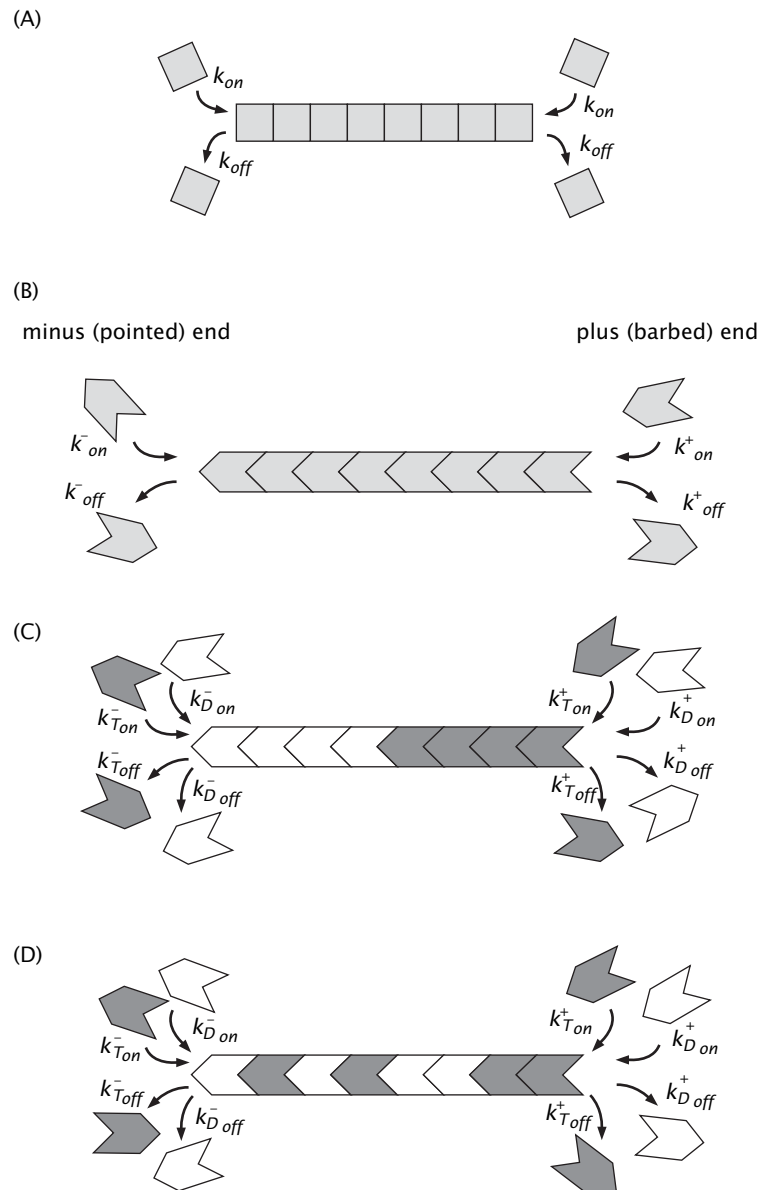 (A)
k_on k_on
k_off k_off
(B)
minus (pointed) end plus (barbed) end
k^-_on k^+_on
k^-_off k^+_off
(C)
k^-_D on k^+_T on
k^-_T on k^+_D on
k^-_T off k^+_D off
k^-_D off k^+_T off
(D)
k^-_D on k^+_T on
k^-_T on k^+_D on
k^-_T off k^+_D off
k^-_D off k^+_T off